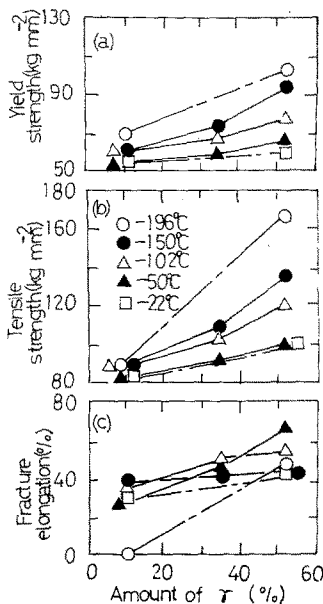 (a)
Yield strength(kg mm⁻²)
130
90
50
(b)
Tensile strength(kg mm⁻²)
160
120
80
○ -196°C
● -150°C
△ -102°C
▲ -50°C
□ -22°C
(c)
Fracture elongation(%)
80
40
0
0 20 40 60
Amount of γ (%)